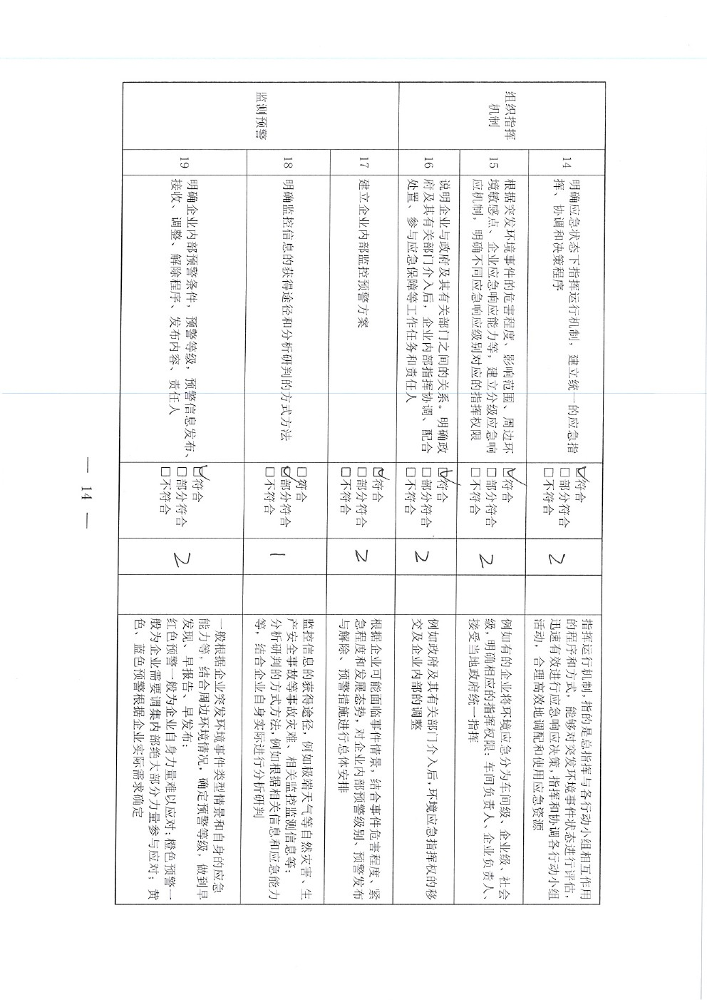 组织指挥
机制
14
明确应急状态下指挥运行机制，建立统一的应急指
挥、协调和决策程序
☑符合
□部分符合
□不符合
2
指挥运行机制，指的是总指挥与各行动小组相互作用
的程序和方式，能够对突发环境事件状态进行评估，
迅速有效进行应急响应决策，指挥和协调各行动小组
活动，合理高效地调配和使用应急资源
15
根据突发环境事件的危害程度、影响范围、周边环
境敏感点、企业应急响应能力等，建立分级应急响
应机制，明确不同应急响应级别对应的指挥权限
☑符合
□部分符合
□不符合
2
例如有的企业将环境应急分为车间级、企业级、社会
级，明确相应的指挥权限：车间负责人、企业负责人、
接受当地政府统一指挥
16
说明企业与政府及其有关部门之间的关系。明确政
府及其有关部门介入后，企业内部指挥协调、配合
处置、参与应急保障等工作任务和责任人
☑符合
□部分符合
□不符合
2
例如政府及其有关部门介入后，环境应急指挥权的移
交及企业内部的调整
监测预警
17
建立企业内部监控预警方案
☑符合
□部分符合
□不符合
2
根据企业可能面临事件情景，结合事件危害程度、紧
急程度和发展态势，对企业内部预警级别、预警发布
与解除、预警措施进行总体安排
18
明确监控信息的获得途径和分析研判的方式方法
□符合
☑部分符合
□不符合
1
监控信息的获得途径，例如极端天气等自然灾害、生
产安全事故等事故灾难、相关监控监测信息等；
分析研判的方式方法，例如根据相关信息和应急能力
等，结合企业自身实际进行分析研判
19
明确企业内部预警条件，预警等级，预警信息发布、
接收、调整、解除程序、发布内容、责任人
☑符合
□部分符合
□不符合
2
一般根据企业突发环境事件类型情景和自身的应急
能力等，结合周边环境情况，确定预警等级，做到早
发现、早报告、早发布；
红色预警一般为企业自身力量难以应对；橙色预警一
般为企业需要调集内部绝大部分力量参与应对；黄
色、蓝色预警根据企业实际需求确定
— 14 —